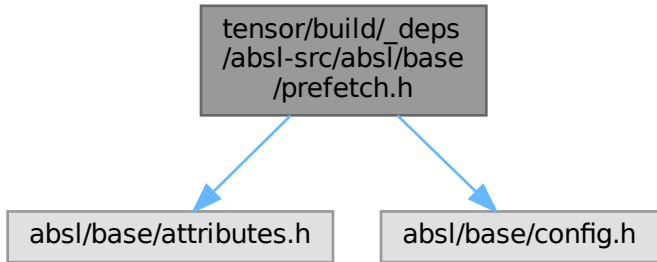 tensor/build/_deps
/absl-src/absl/base
/prefetch.h
absl/base/attributes.h
absl/base/config.h